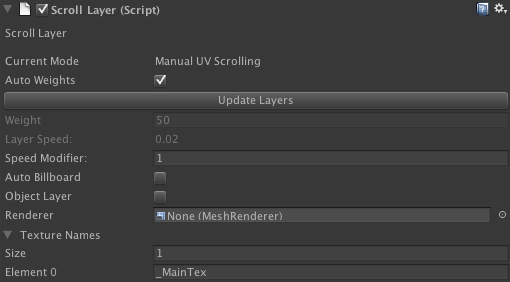 Scroll Layer (Script)
Scroll Layer
Current Mode Manual UV Scrolling
Auto Weights
Update Layers
Weight 50
Layer Speed: 0.02
Speed Modifier: 1
Auto Billboard
Object Layer
Renderer None (MeshRenderer)
Texture Names
Size 1
Element 0 _MainTex